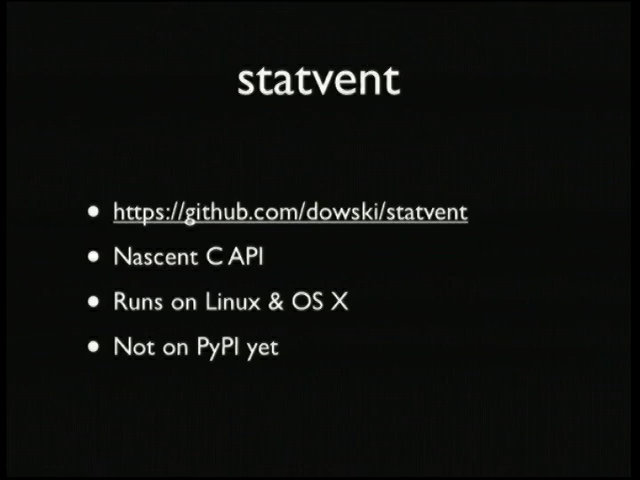 statvent
• https://github.com/dowski/statvent
• Nascent C API
• Runs on Linux & OS X
• Not on PyPI yet